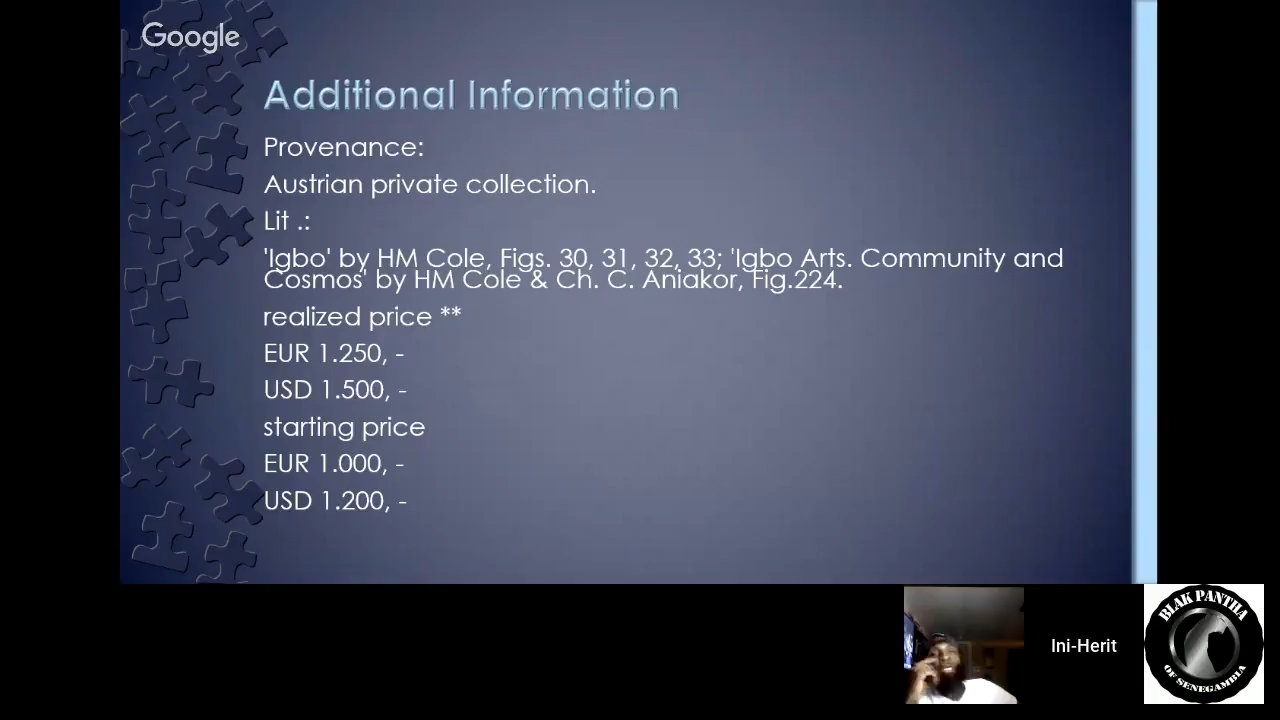 Google
Additional Information
Provenance:
Austrian private collection.
Lit .:
'Igbo' by HM Cole, Figs. 30, 31, 32, 33; 'Igbo Arts. Community and
Cosmos' by HM Cole & Ch. C. Aniakor, Fig.224.
realized price **
EUR 1.250, -
USD 1.500, -
starting price
EUR 1.000, -
USD 1.200, -
Ini-Herit
BLAK PANTHA
OF SENEGAMBIA